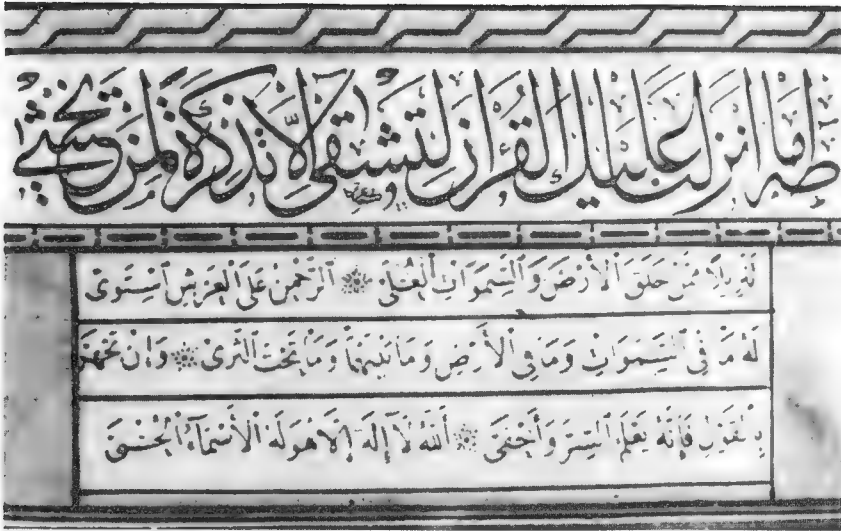 طه ما انزلنا عليك القرآن لتشقى إلا تذكرة لمن يخشى
تنزيلا ممن خلق الأرض والسموات العلى الرحمن على العرش استوى
له ما في السموات وما في الأرض وما بينهما وما تحت الثرى وان تجهر
بالقول فإنه يعلم السر وأخفى الله لا إله إلا هو له الأسماء الحسنى